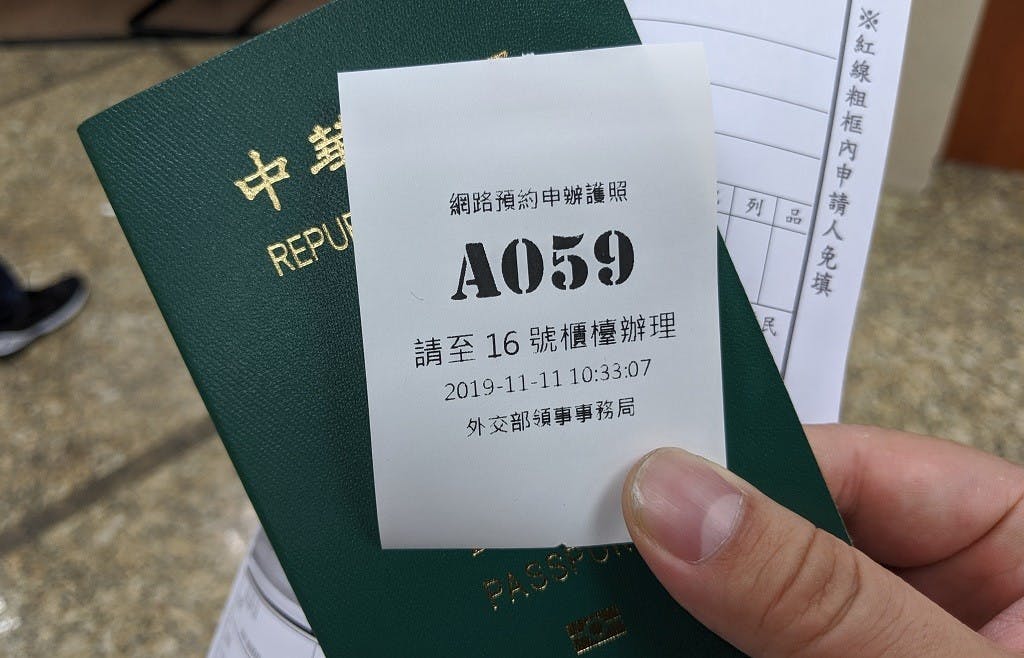 中華
REPU
網路預約申辦護照
A059
請至 16 號櫃檯辦理
2019-11-11 10:33:07
外交部領事事務局
PASSPORT
※紅線粗框內申請人免填
列 品
民